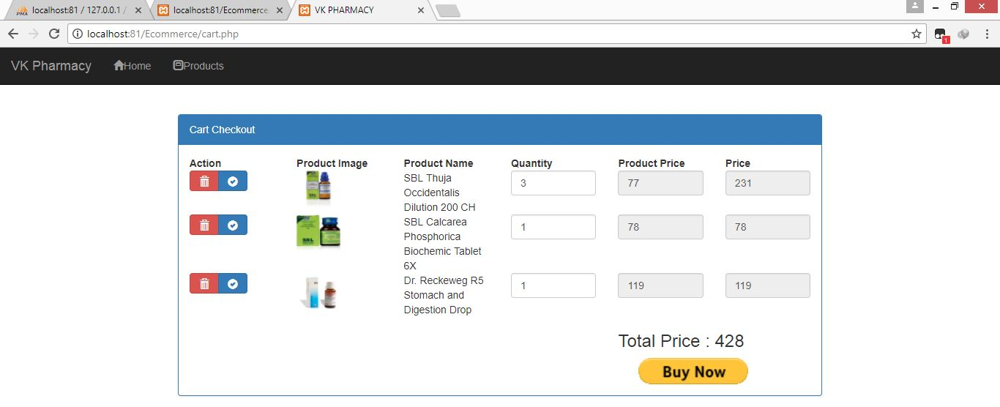 localhost:81 / 127.0.0.1 /
localhost:81/Ecommerce/
VK PHARMACY
localhost:81/Ecommerce/cart.php
1
VK Pharmacy Home Products
Cart Checkout
Action Product Image Product Name Quantity Product Price Price
SBL Thuja
Occidentalis
Dilution 200 CH
3 77 231
SBL Calcarea
Phosphorica
Biochemic Tablet
6X
1 78 78
Dr. Reckeweg R5
Stomach and
Digestion Drop
1 119 119
SBL
Total Price : 428
Buy Now